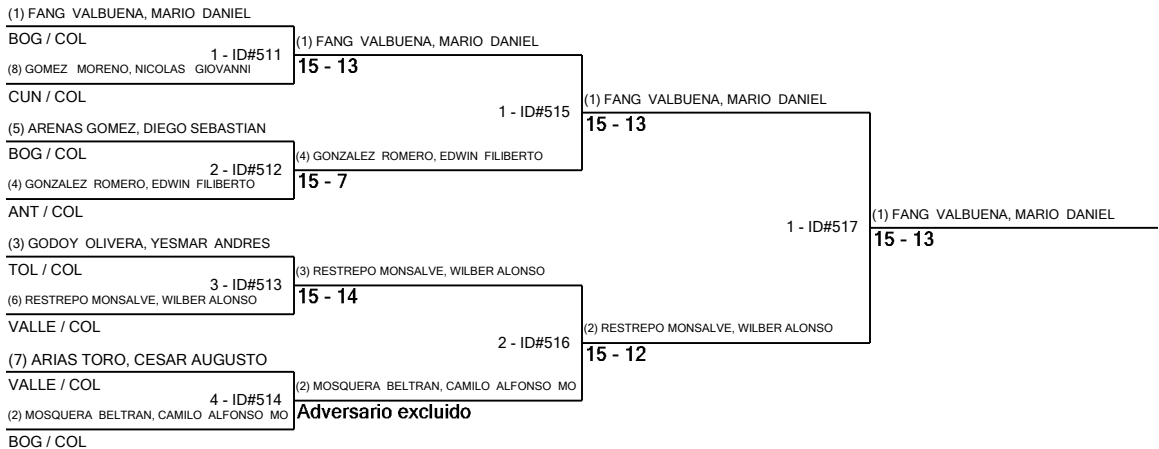 (1) FANG VALBUENA, MARIO DANIEL
BOG / COL
1 - ID#511
(8) GOMEZ MORENO, NICOLAS GIOVANNI
CUN / COL
(5) ARENAS GOMEZ, DIEGO SEBASTIAN
BOG / COL
2 - ID#512
(4) GONZALEZ ROMERO, EDWIN FILIBERTO
ANT / COL
(3) GODOY OLIVERA, YESMAR ANDRES
TOL / COL
3 - ID#513
(6) RESTREPO MONSALVE, WILBER ALONSO
VALLE / COL
(7) ARIAS TORO, CESAR AUGUSTO
VALLE / COL
4 - ID#514
(2) MOSQUERA BELTRAN, CAMILO ALFONSO MO
BOG / COL
(1) FANG VALBUENA, MARIO DANIEL
15 - 13
1 - ID#515
(4) GONZALEZ ROMERO, EDWIN FILIBERTO
15 - 7
(3) RESTREPO MONSALVE, WILBER ALONSO
15 - 14
2 - ID#516
(2) MOSQUERA BELTRAN, CAMILO ALFONSO MO
Adversario excluido
(1) FANG VALBUENA, MARIO DANIEL
15 - 13
1 - ID#517
(2) RESTREPO MONSALVE, WILBER ALONSO
15 - 12
(1) FANG VALBUENA, MARIO DANIEL
15 - 13